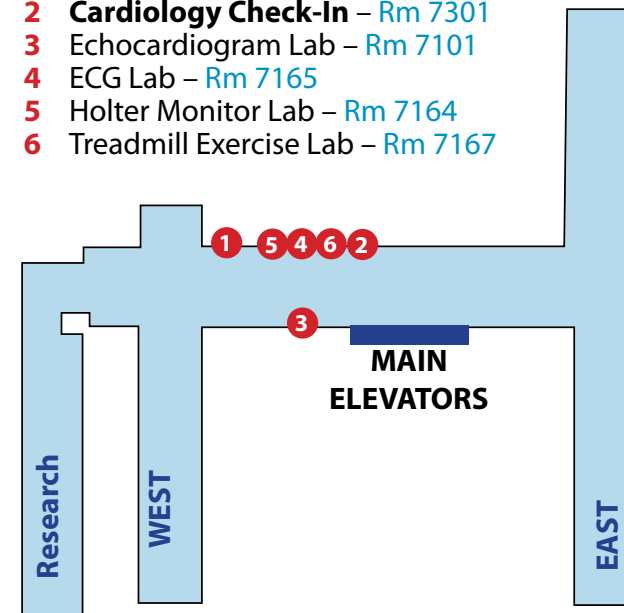 2 Cardiology Check-In – Rm 7301
3 Echocardiogram Lab – Rm 7101
4 ECG Lab – Rm 7165
5 Holter Monitor Lab – Rm 7164
6 Treadmill Exercise Lab – Rm 7167
1 5 4 6 2
3
MAIN
ELEVATORS
Research
WEST
EAST